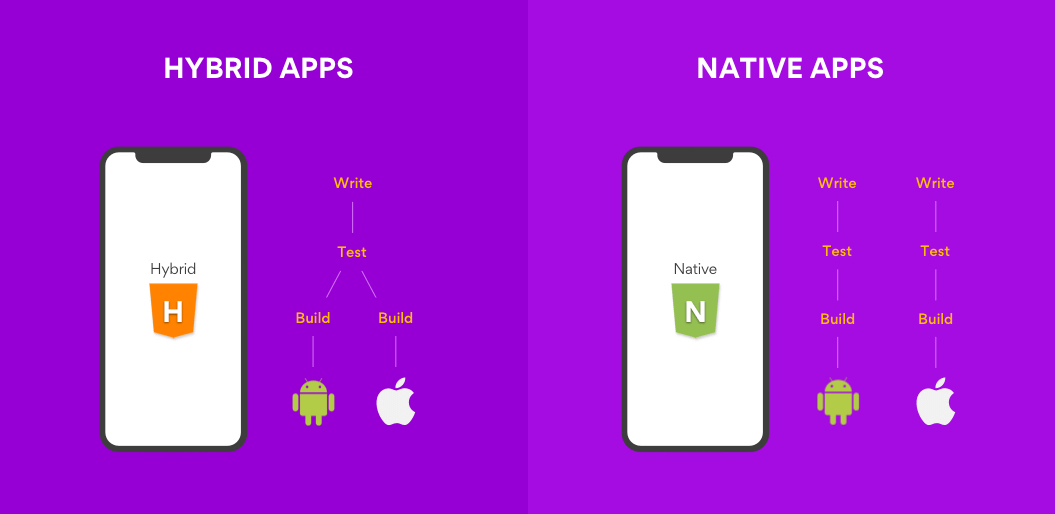 HYBRID APPS
Write
Test
Hybrid
H
Build Build
NATIVE APPS
Write Write
Test Test
Native
N
Build Build